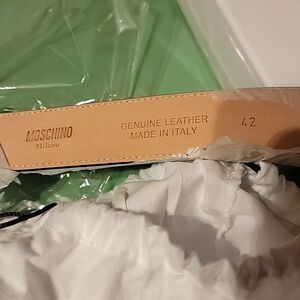 MOSCHINO
Milano
GENUINE LEATHER
MADE IN ITALY
42